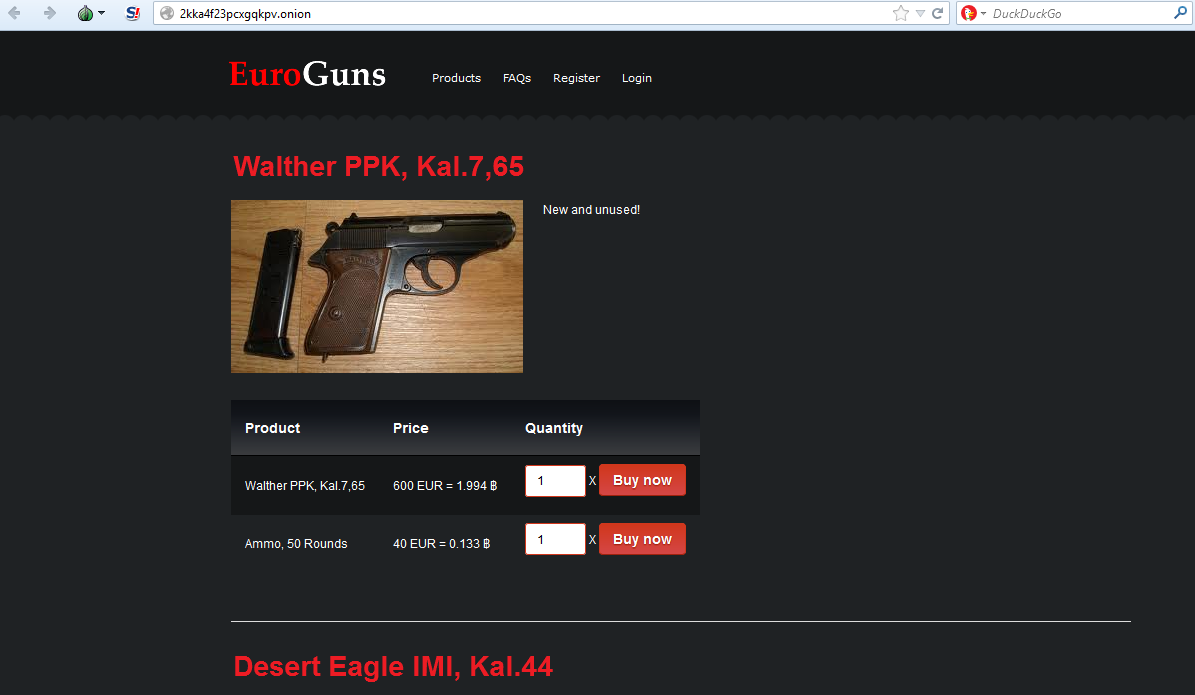 2kka4f23pcxgqkpv.onion
DuckDuckGo
EuroGuns
Products FAQs Register Login
Walther PPK, Kal.7,65
New and unused!
Product Price Quantity
Walther PPK, Kal.7,65 600 EUR = 1.994 ฿ 1 X Buy now
Ammo, 50 Rounds 40 EUR = 0.133 ฿ 1 X Buy now
Desert Eagle IMI, Kal.44